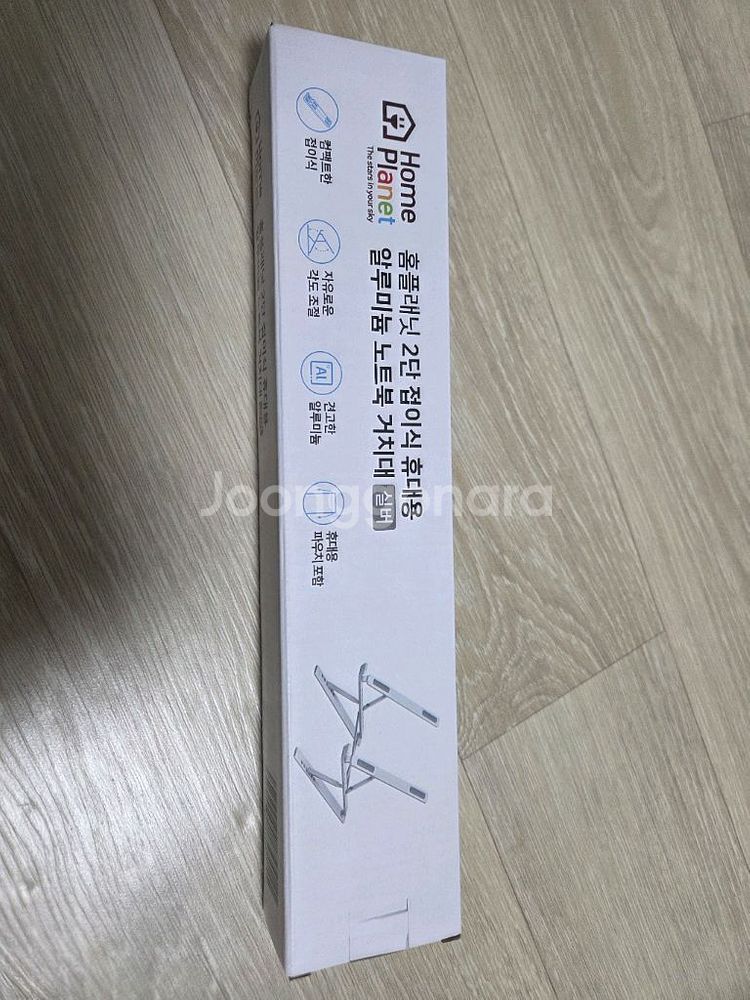 Home
Planet
The stars in your sky
홈플래닛 2단 접이식 휴대용
알루미늄 노트북 거치대 실버
컴팩트한
접이식
자유로운
각도 조절
AL
견고한
알루미늄
휴대용
파우치 포함
Joonggonara